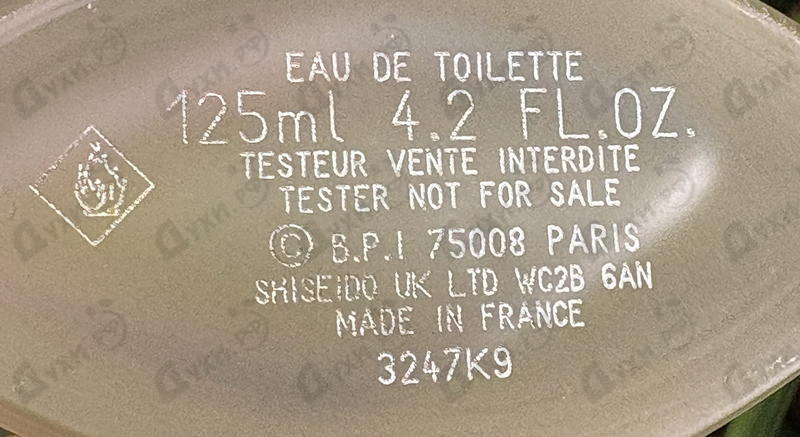 EAU DE TOILETTE
125ml 4.2 FL.OZ.
TESTEUR VENTE INTERDITE
TESTER NOT FOR SALE
© B.P.I 75008 PARIS
SHISEIDO UK LTD WC2B 6AN
MADE IN FRANCE
3247K9